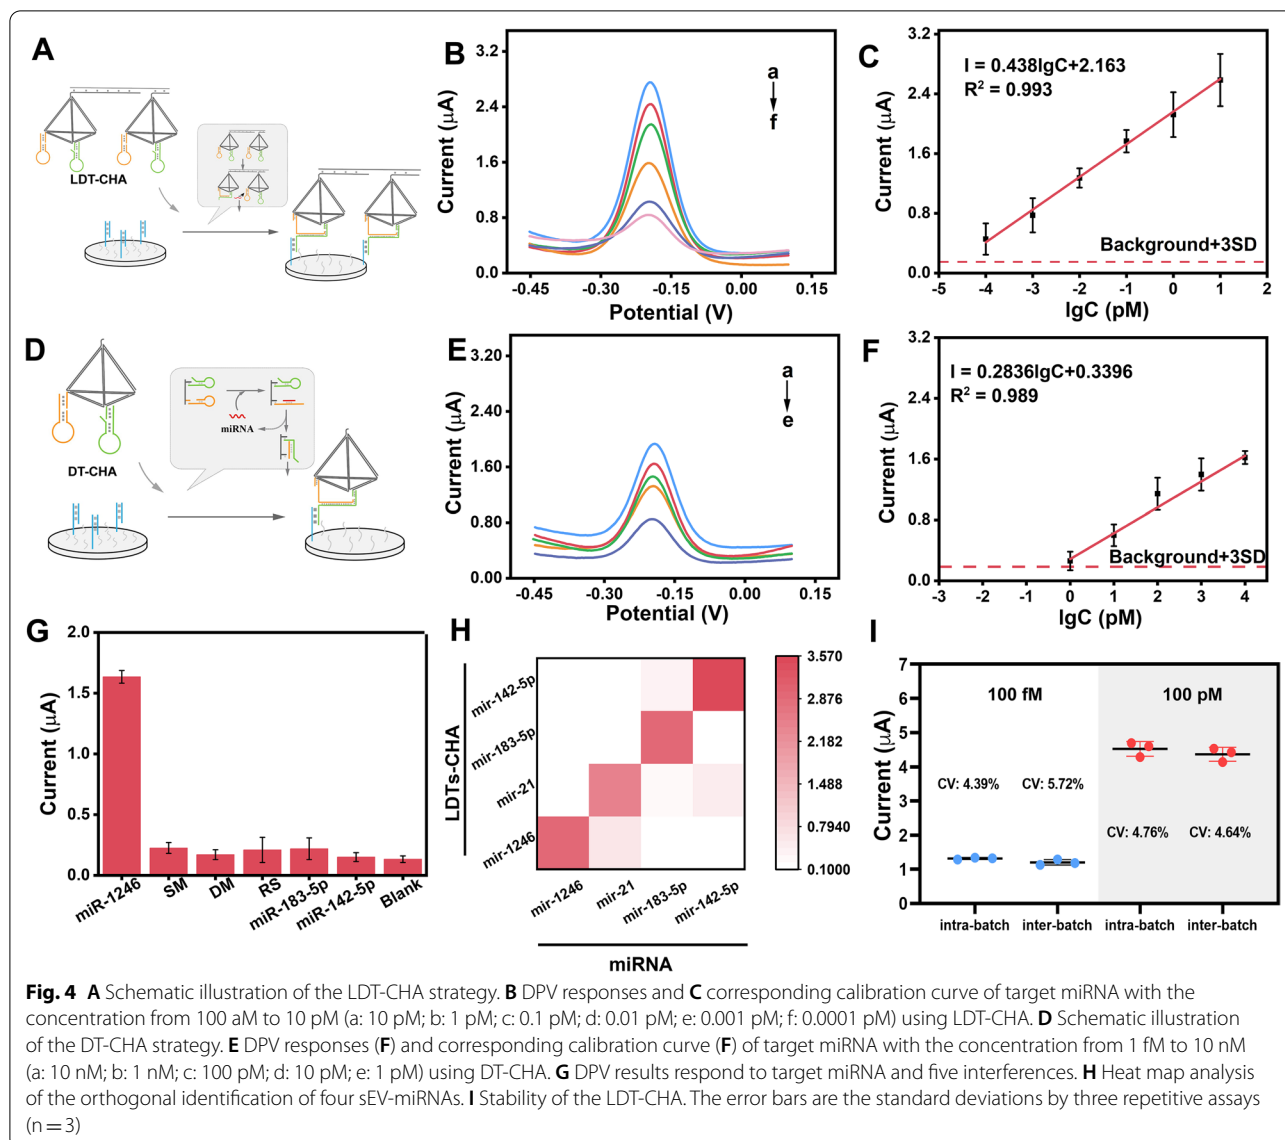 A
LDT-CHA
B
3.2
2.4
1.6
0.8
0.0
Current (μA)
a
f
-0.45 -0.30 -0.15 0.00 0.15
Potential (V)
C
3.2
2.4
1.6
0.8
0.0
Current (μA)
I = 0.438lgC+2.163
R² = 0.993
Background+3SD
-5 -4 -3 -2 -1 0 1 2
lgC (pM)
D
DT-CHA
miRNA
E
3.20
2.40
1.60
0.80
0.00
Current (μA)
a
e
-0.45 -0.30 -0.15 0.00 0.15
Potential (V)
F
3.2
2.4
1.6
0.8
0.0
Current (μA)
I = 0.2836lgC+0.3396
R² = 0.989
Background+3SD
-3 -2 -1 0 1 2 3 4
lgC (pM)
G
2.0
1.5
1.0
0.5
0.0
Current (μA)
miR-1246 SM DM RS miR-183-5p miR-142-5p Blank
H
LDTs-CHA
mir-142-5p
mir-183-5p
mir-21
mir-1246
mir-1246 mir-21 mir-183-5p mir-142-5p
miRNA
3.570
2.876
2.182
1.488
0.7940
0.1000
I
7
6
5
4
3
2
1
0
Current (μA)
100 fM 100 pM
CV: 4.39% CV: 5.72%
CV: 4.76% CV: 4.64%
intra-batch inter-batch intra-batch inter-batch
Fig. 4 A Schematic illustration of the LDT-CHA strategy. B DPV responses and C corresponding calibration curve of target miRNA with the
concentration from 100 aM to 10 pM (a: 10 pM; b: 1 pM; c: 0.1 pM; d: 0.01 pM; e: 0.001 pM; f: 0.0001 pM) using LDT-CHA. D Schematic illustration
of the DT-CHA strategy. E DPV responses (F) and corresponding calibration curve (F) of target miRNA with the concentration from 1 fM to 10 nM
(a: 10 nM; b: 1 nM; c: 100 pM; d: 10 pM; e: 1 pM) using DT-CHA. G DPV results respond to target miRNA and five interferences. H Heat map analysis
of the orthogonal identification of four sEV-miRNAs. I Stability of the LDT-CHA. The error bars are the standard deviations by three repetitive assays
(n = 3)